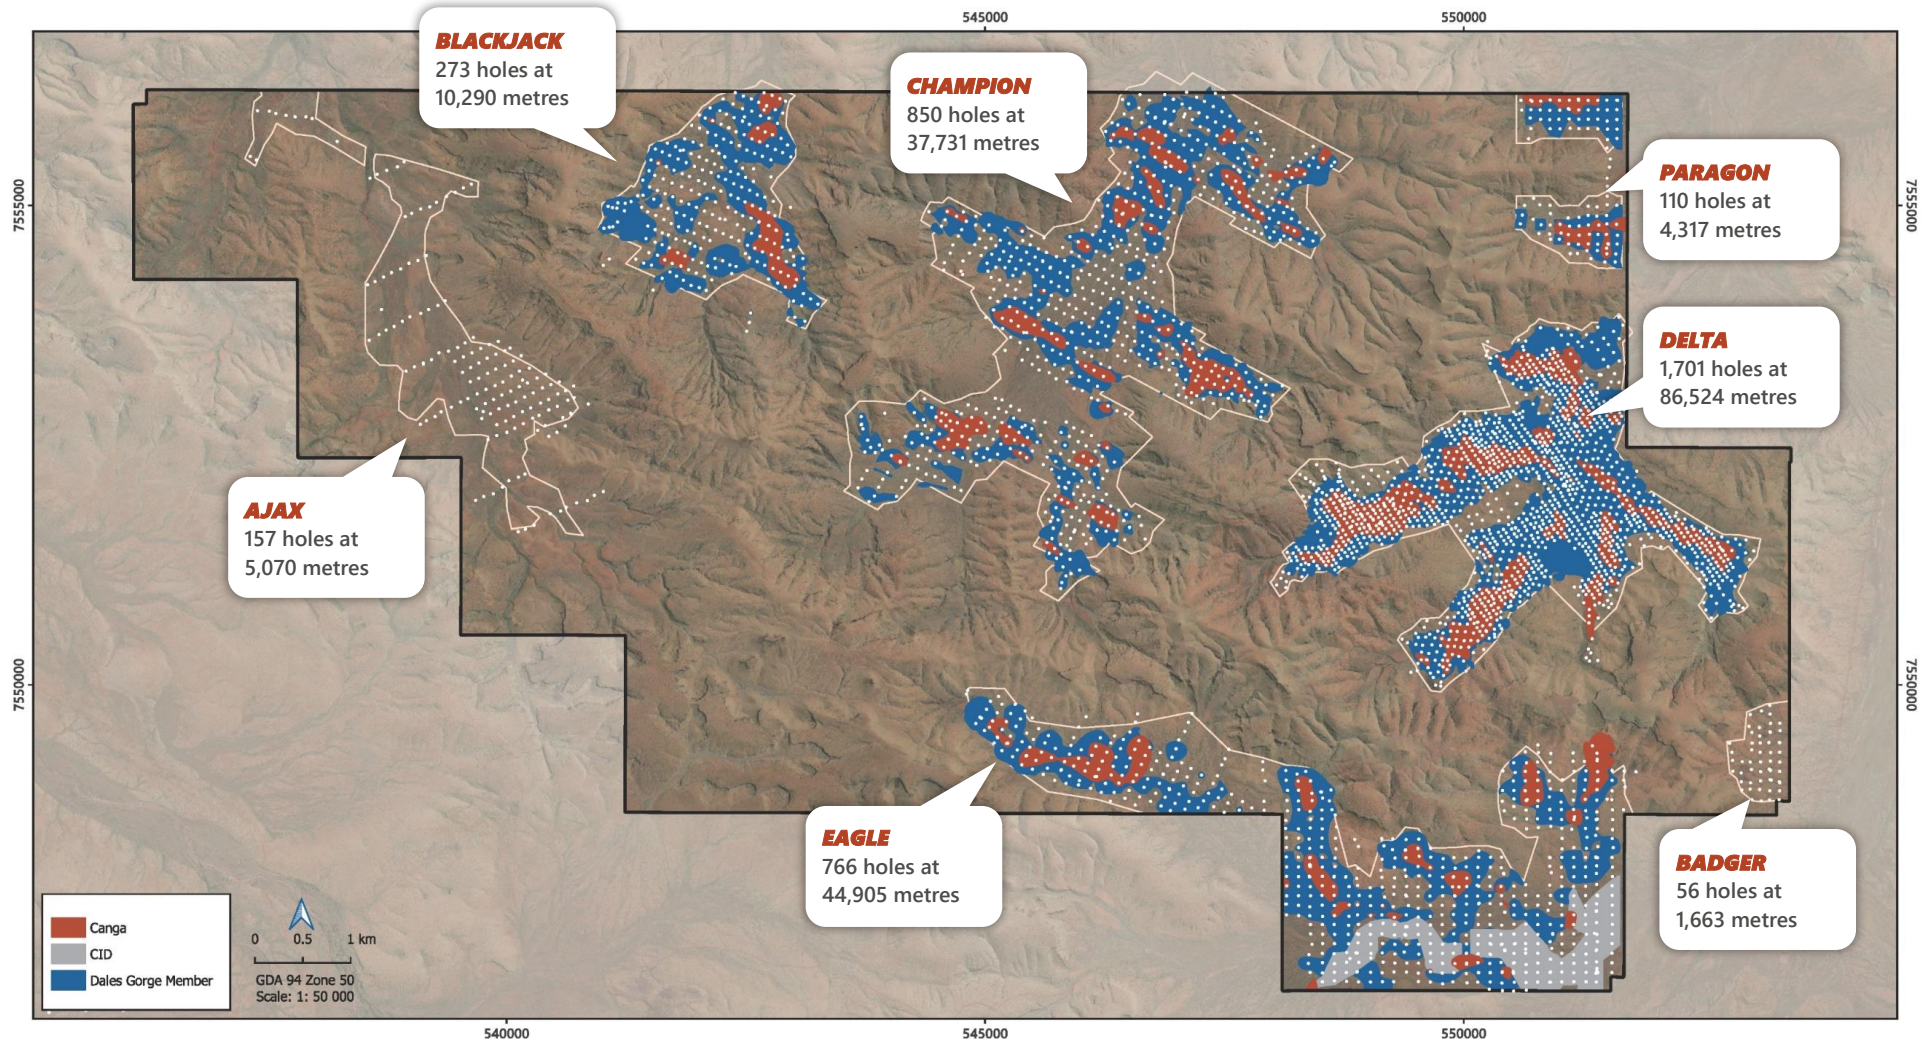 545000
550000
BLACKJACK
273 holes at
10,290 metres
CHAMPION
850 holes at
37,731 metres
PARAGON
110 holes at
4,317 metres
7555000
7555000
DELTA
1,701 holes at
86,524 metres
AJAX
157 holes at
5,070 metres
7550000
7550000
EAGLE
766 holes at
44,905 metres
BADGER
56 holes at
1,663 metres
Canga
CID
Dales Gorge Member
0 0.5 1 km
GDA 94 Zone 50
Scale: 1: 50 000
540000
545000
550000